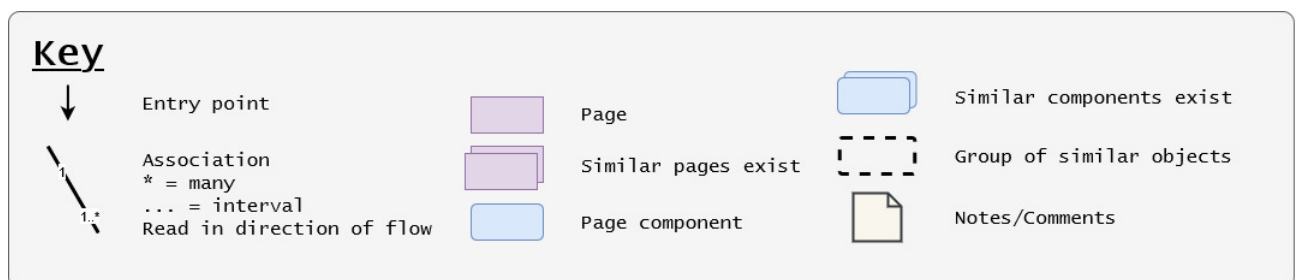 Key
Entry point
Association
* = many
... = interval
Read in direction of flow
1
1..*
Page
Similar pages exist
Page component
Similar components exist
Group of similar objects
Notes/Comments